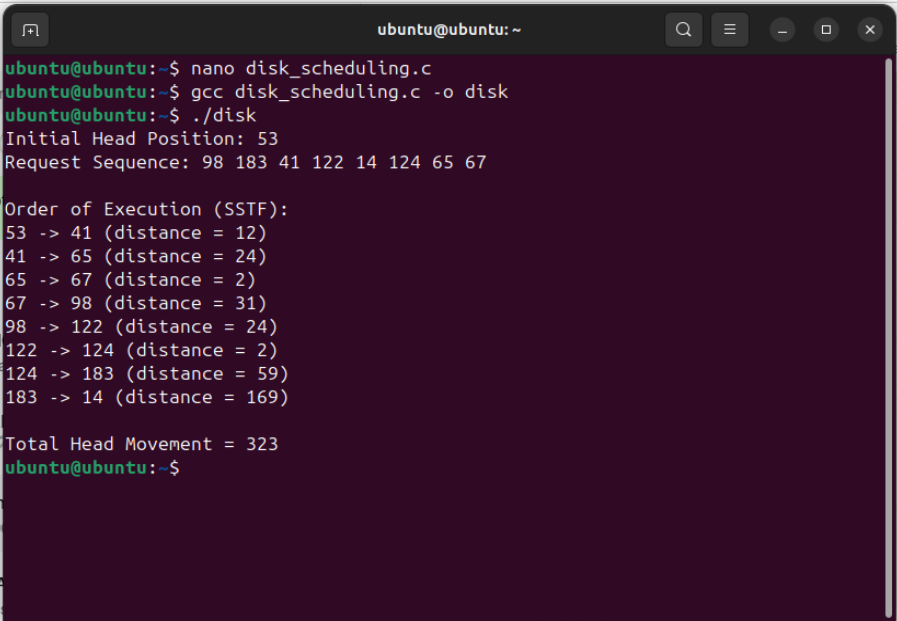 ubuntu@ubuntu: ~
ubuntu@ubuntu:~$ nano disk_scheduling.c
ubuntu@ubuntu:~$ gcc disk_scheduling.c -o disk
ubuntu@ubuntu:~$ ./disk
Initial Head Position: 53
Request Sequence: 98 183 41 122 14 124 65 67
Order of Execution (SSTF):
53 -> 41 (distance = 12)
41 -> 65 (distance = 24)
65 -> 67 (distance = 2)
67 -> 98 (distance = 31)
98 -> 122 (distance = 24)
122 -> 124 (distance = 2)
124 -> 183 (distance = 59)
183 -> 14 (distance = 169)
Total Head Movement = 323
ubuntu@ubuntu:~$